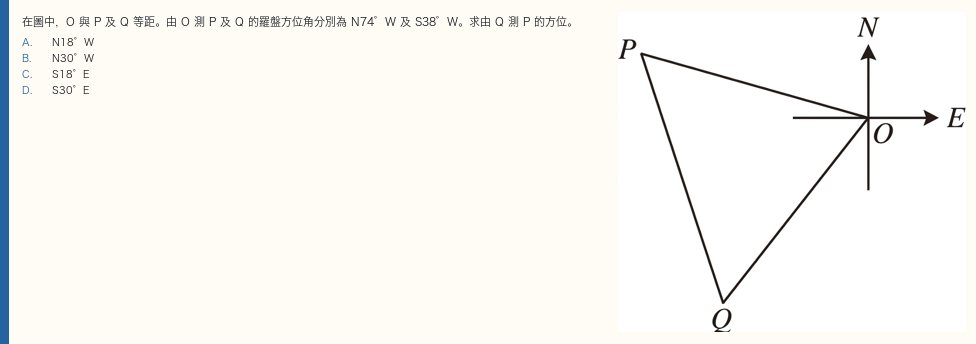 在圖中，O 與 P 及 Q 等距。由 O 測 P 及 Q 的羅盤方位角分別為 N74° W 及 S38° W。求由 Q 測 P 的方位。
A. N18° W
B. N30° W
C. S18° E
D. S30° E
N
P
E
O
Q